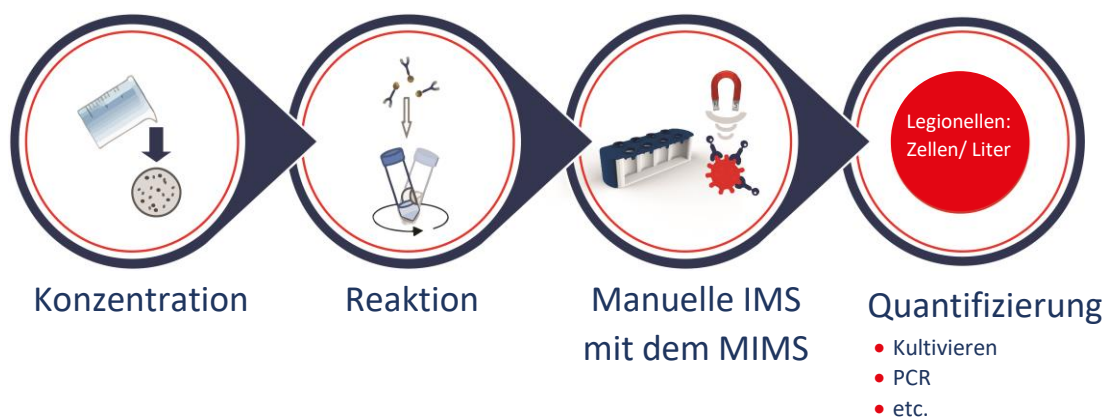 Legionellen:
Zellen/ Liter
Konzentration
Reaktion
Manuelle IMS
mit dem MIMS
Quantifizierung
• Kultivieren
• PCR
• etc.